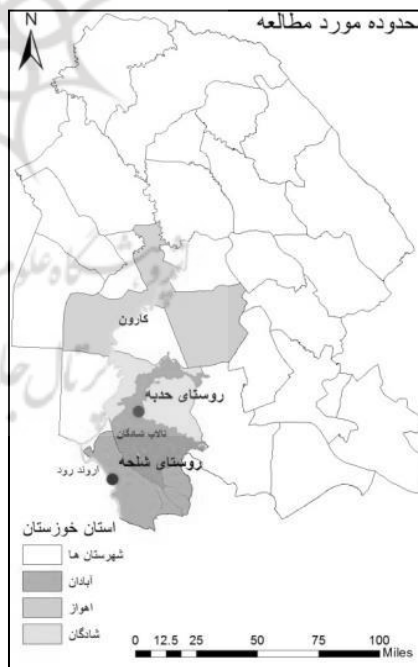 محدوده مورد مطالعه
N
کارون
روستای حدبه
تالاب شادگان
روستای شلحه
اروند رود
استان خوزستان
شهرستان ها
آبادان
اهواز
شادگان
0 12.5 25 50 75 100
Miles